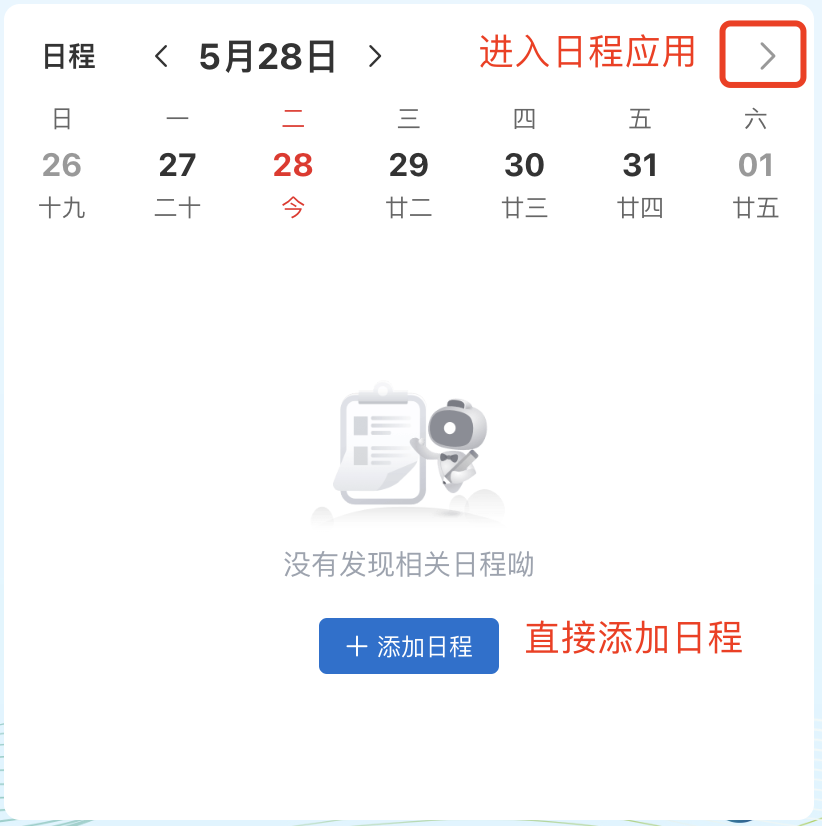 日程 5月28日 进入日程应用
日 一 二 三 四 五 六
26 27 28 29 30 31 01
十九 二十 今 廿二 廿三 廿四 廿五
没有发现相关日程呦
添加日程 直接添加日程